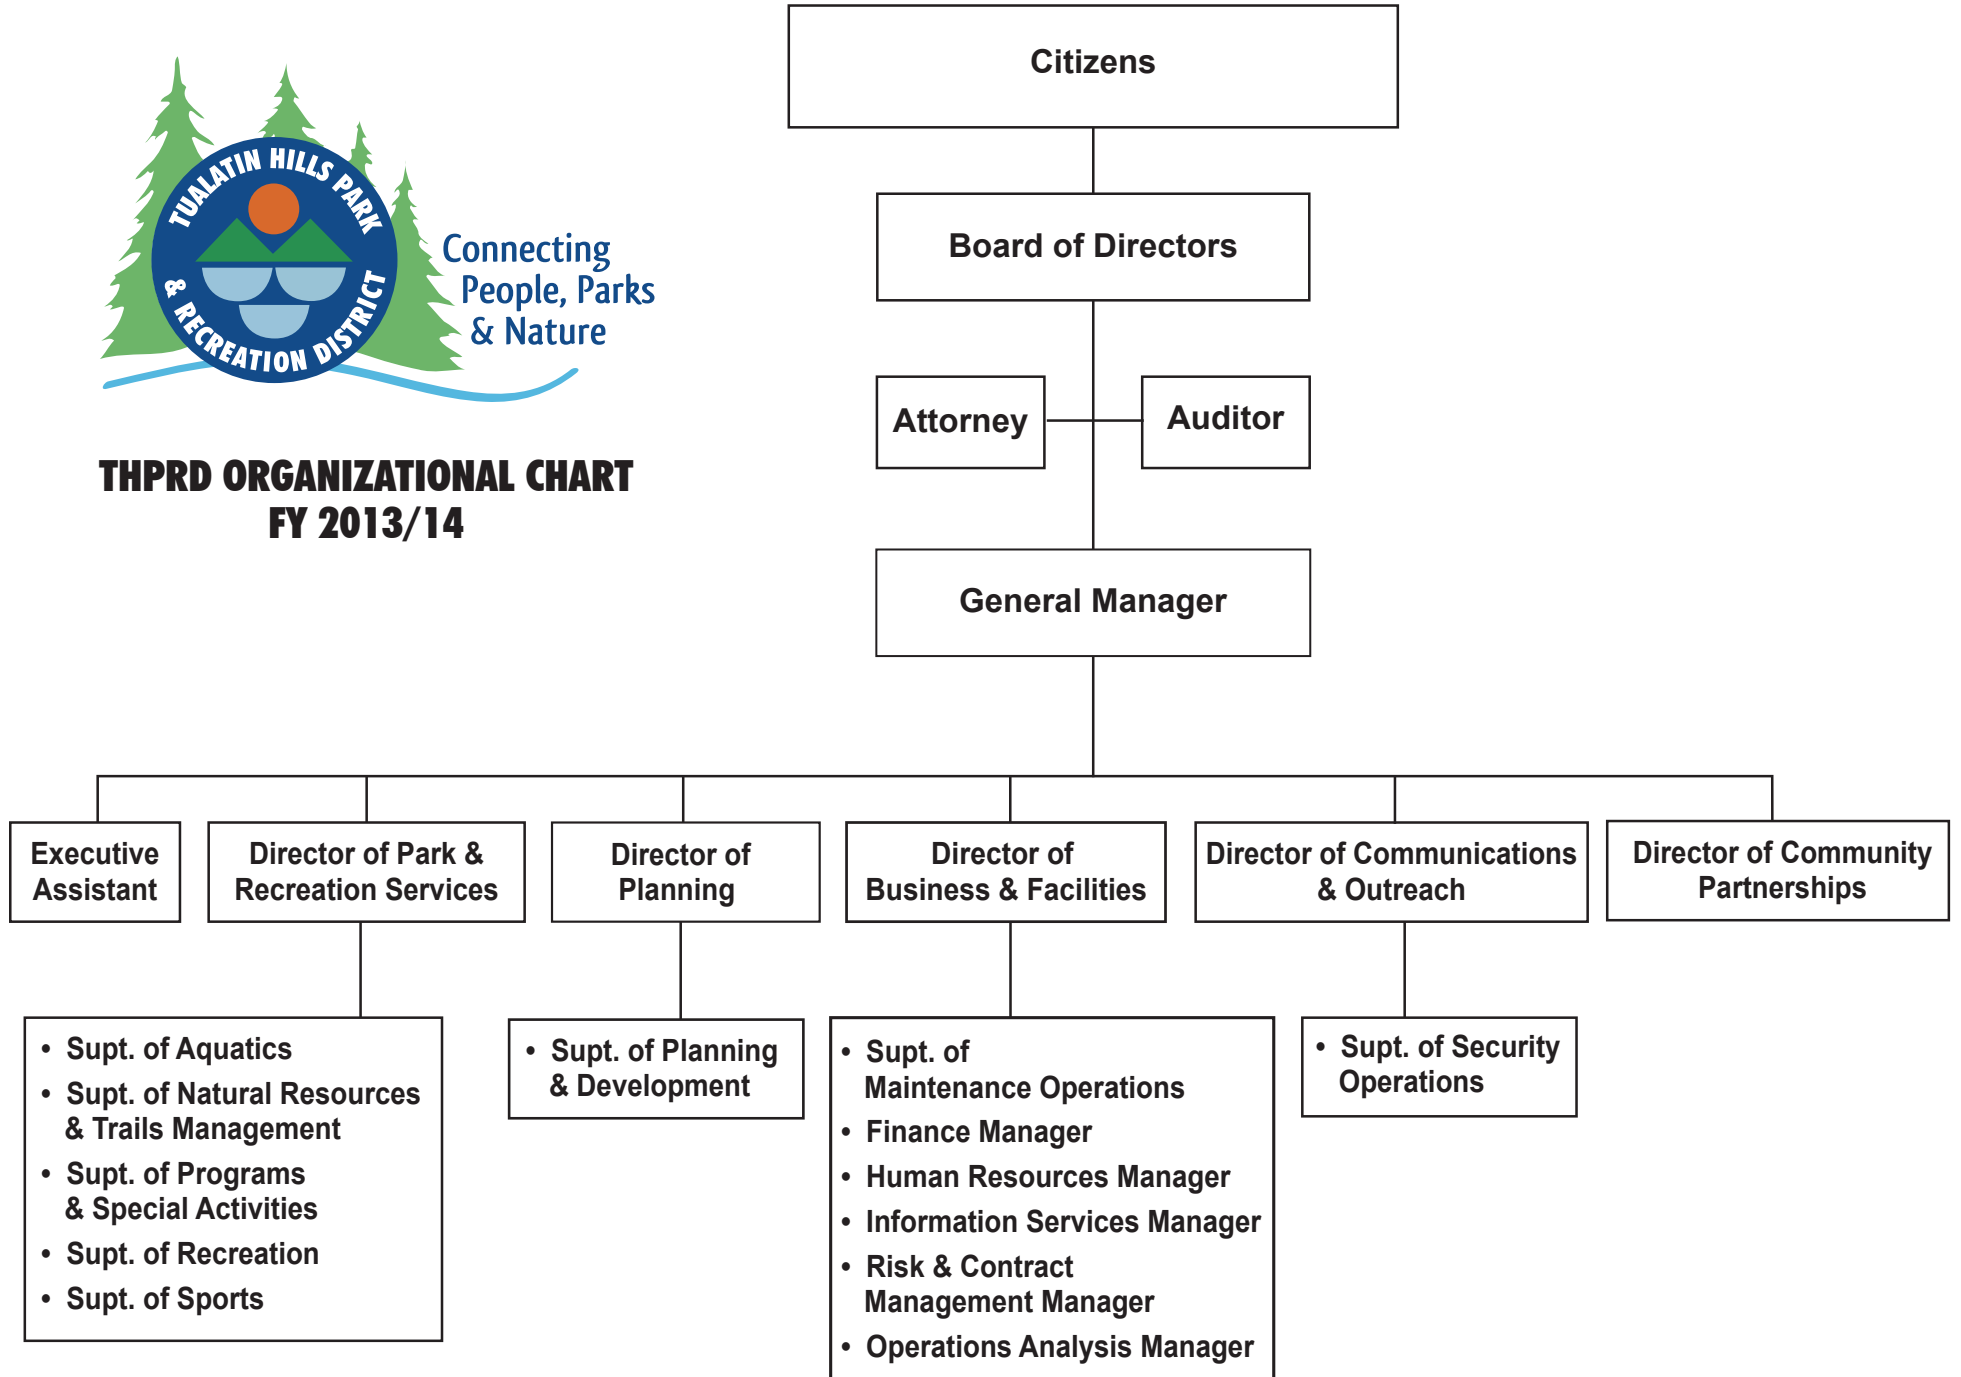 TUALATIN HILLS PARK
& RECREATION DISTRICT
Connecting
People, Parks
& Nature
THPRD ORGANIZATIONAL CHART
FY 2013/14
Citizens
Board of Directors
Attorney
Auditor
General Manager
Executive
Assistant
Director of Park &
Recreation Services
Director of
Planning
Director of
Business & Facilities
Director of Communications
& Outreach
Director of Community
Partnerships
• Supt. of Aquatics
• Supt. of Natural Resources
& Trails Management
• Supt. of Programs
& Special Activities
• Supt. of Recreation
• Supt. of Sports
• Supt. of Planning
& Development
• Supt. of
Maintenance Operations
• Finance Manager
• Human Resources Manager
• Information Services Manager
• Risk & Contract
Management Manager
• Operations Analysis Manager
• Supt. of Security
Operations